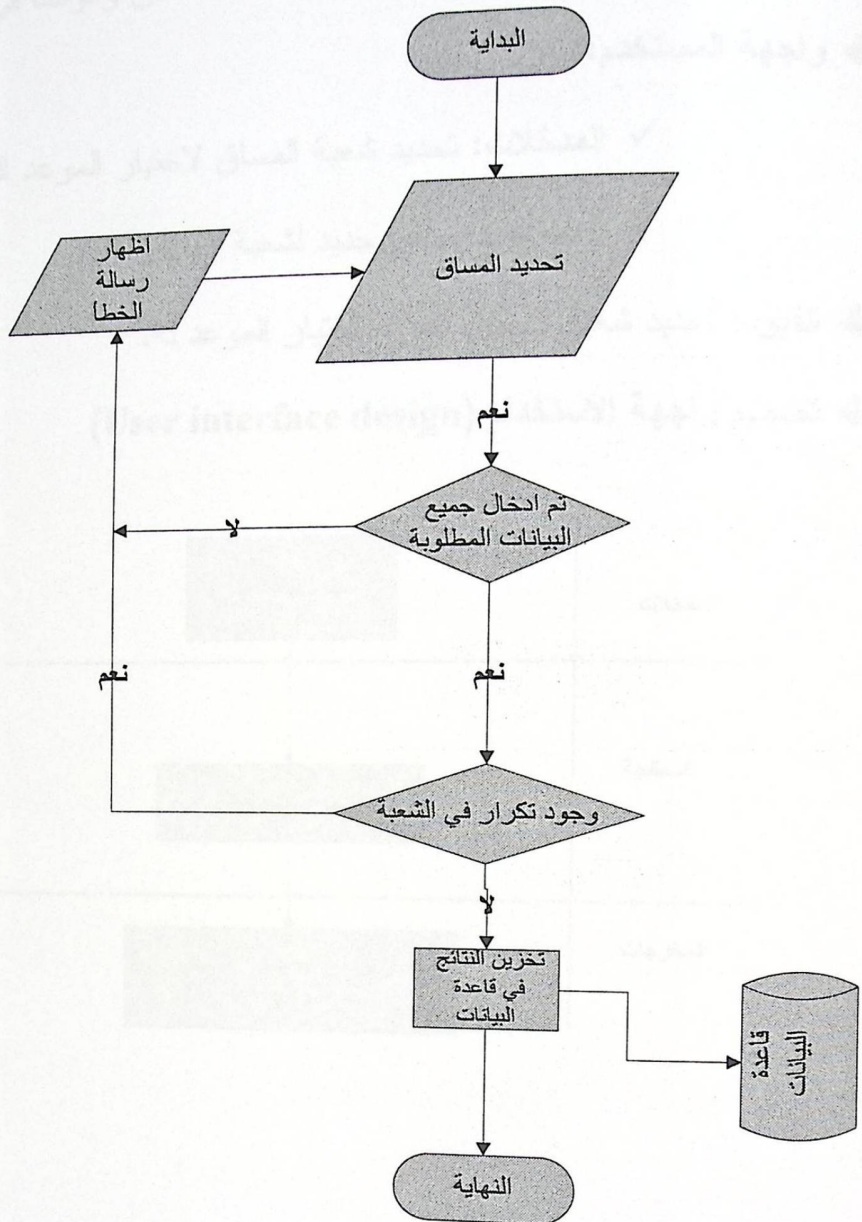 البداية
تحديد المساق
اظهار
رسالة
الخطا
نعم
تم ادخال جميع
البيانات المطلوبة
لا
نعم
نعم
وجود تكرار في الشعبة
لا
تخزين النتائج
في قاعدة
البيانات
قاعدة
البيانات
النهاية
(User interface design)